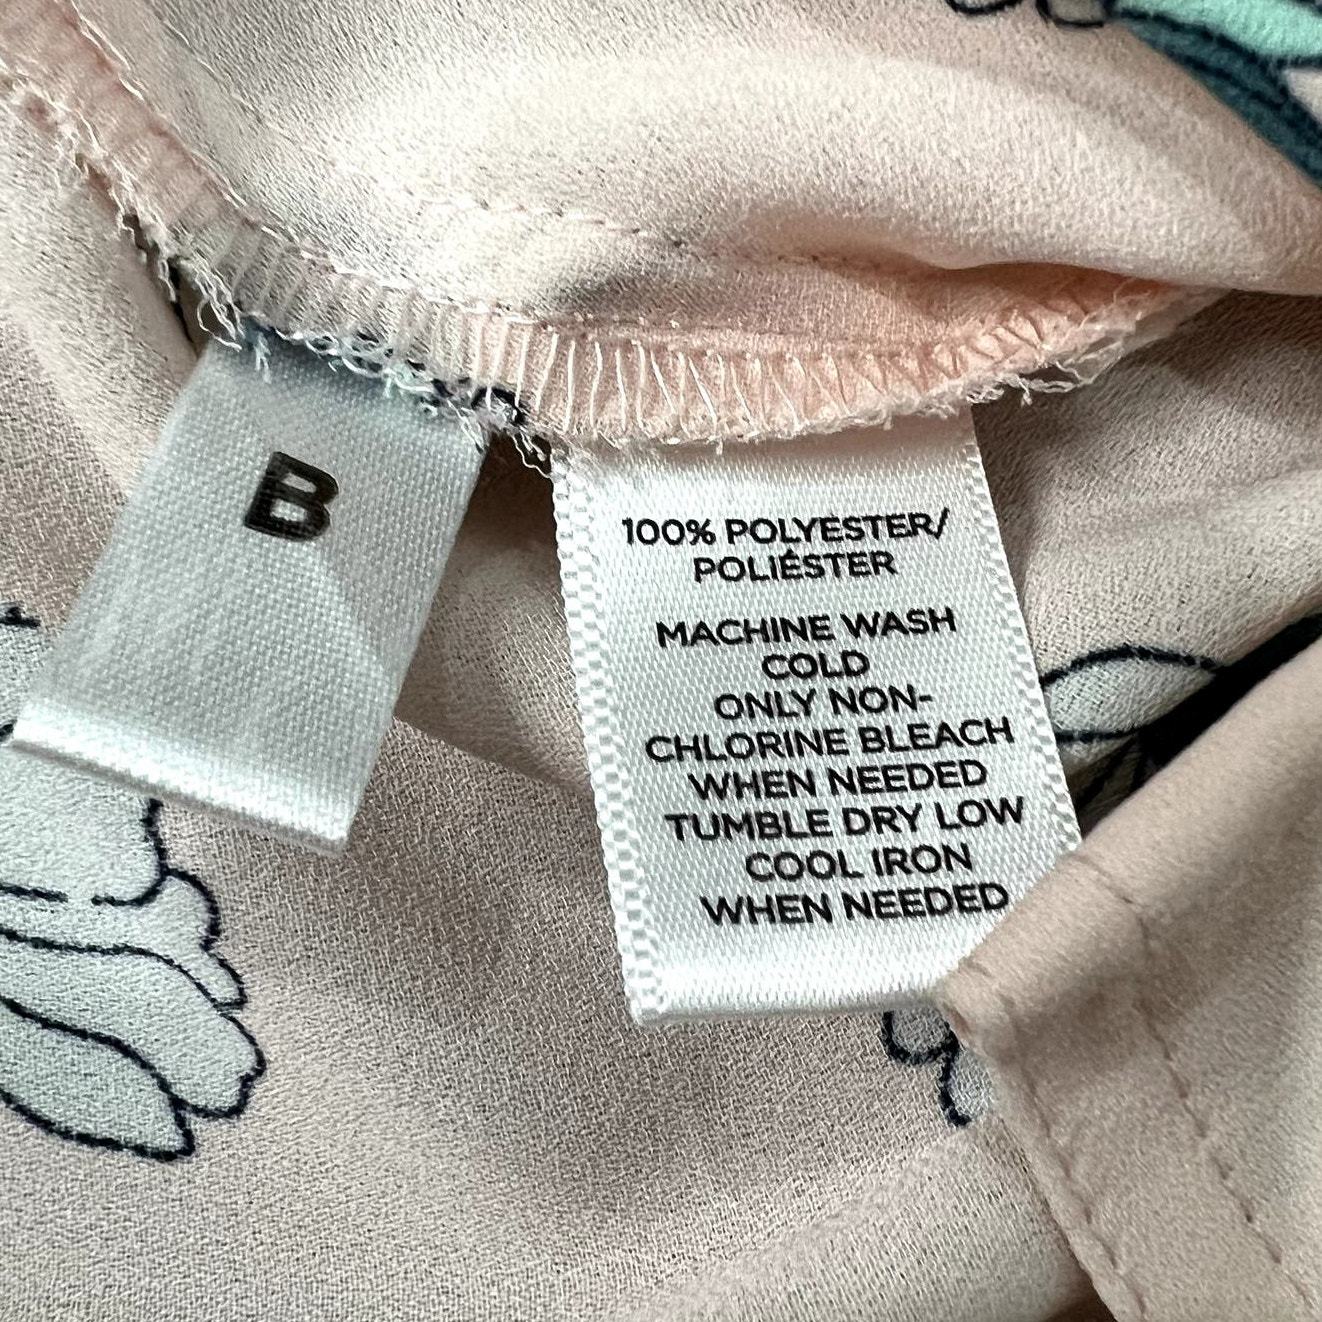 B
100% POLYESTER/
POLIÉSTER
MACHINE WASH
COLD
ONLY NON-
CHLORINE BLEACH
WHEN NEEDED
TUMBLE DRY LOW
COOL IRON
WHEN NEEDED